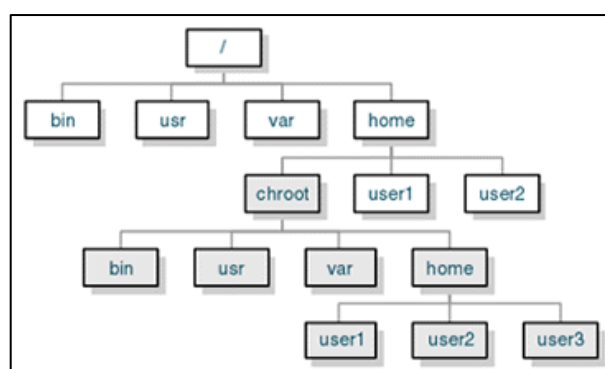 /
bin usr var home
chroot user1 user2
bin usr var home
user1 user2 user3